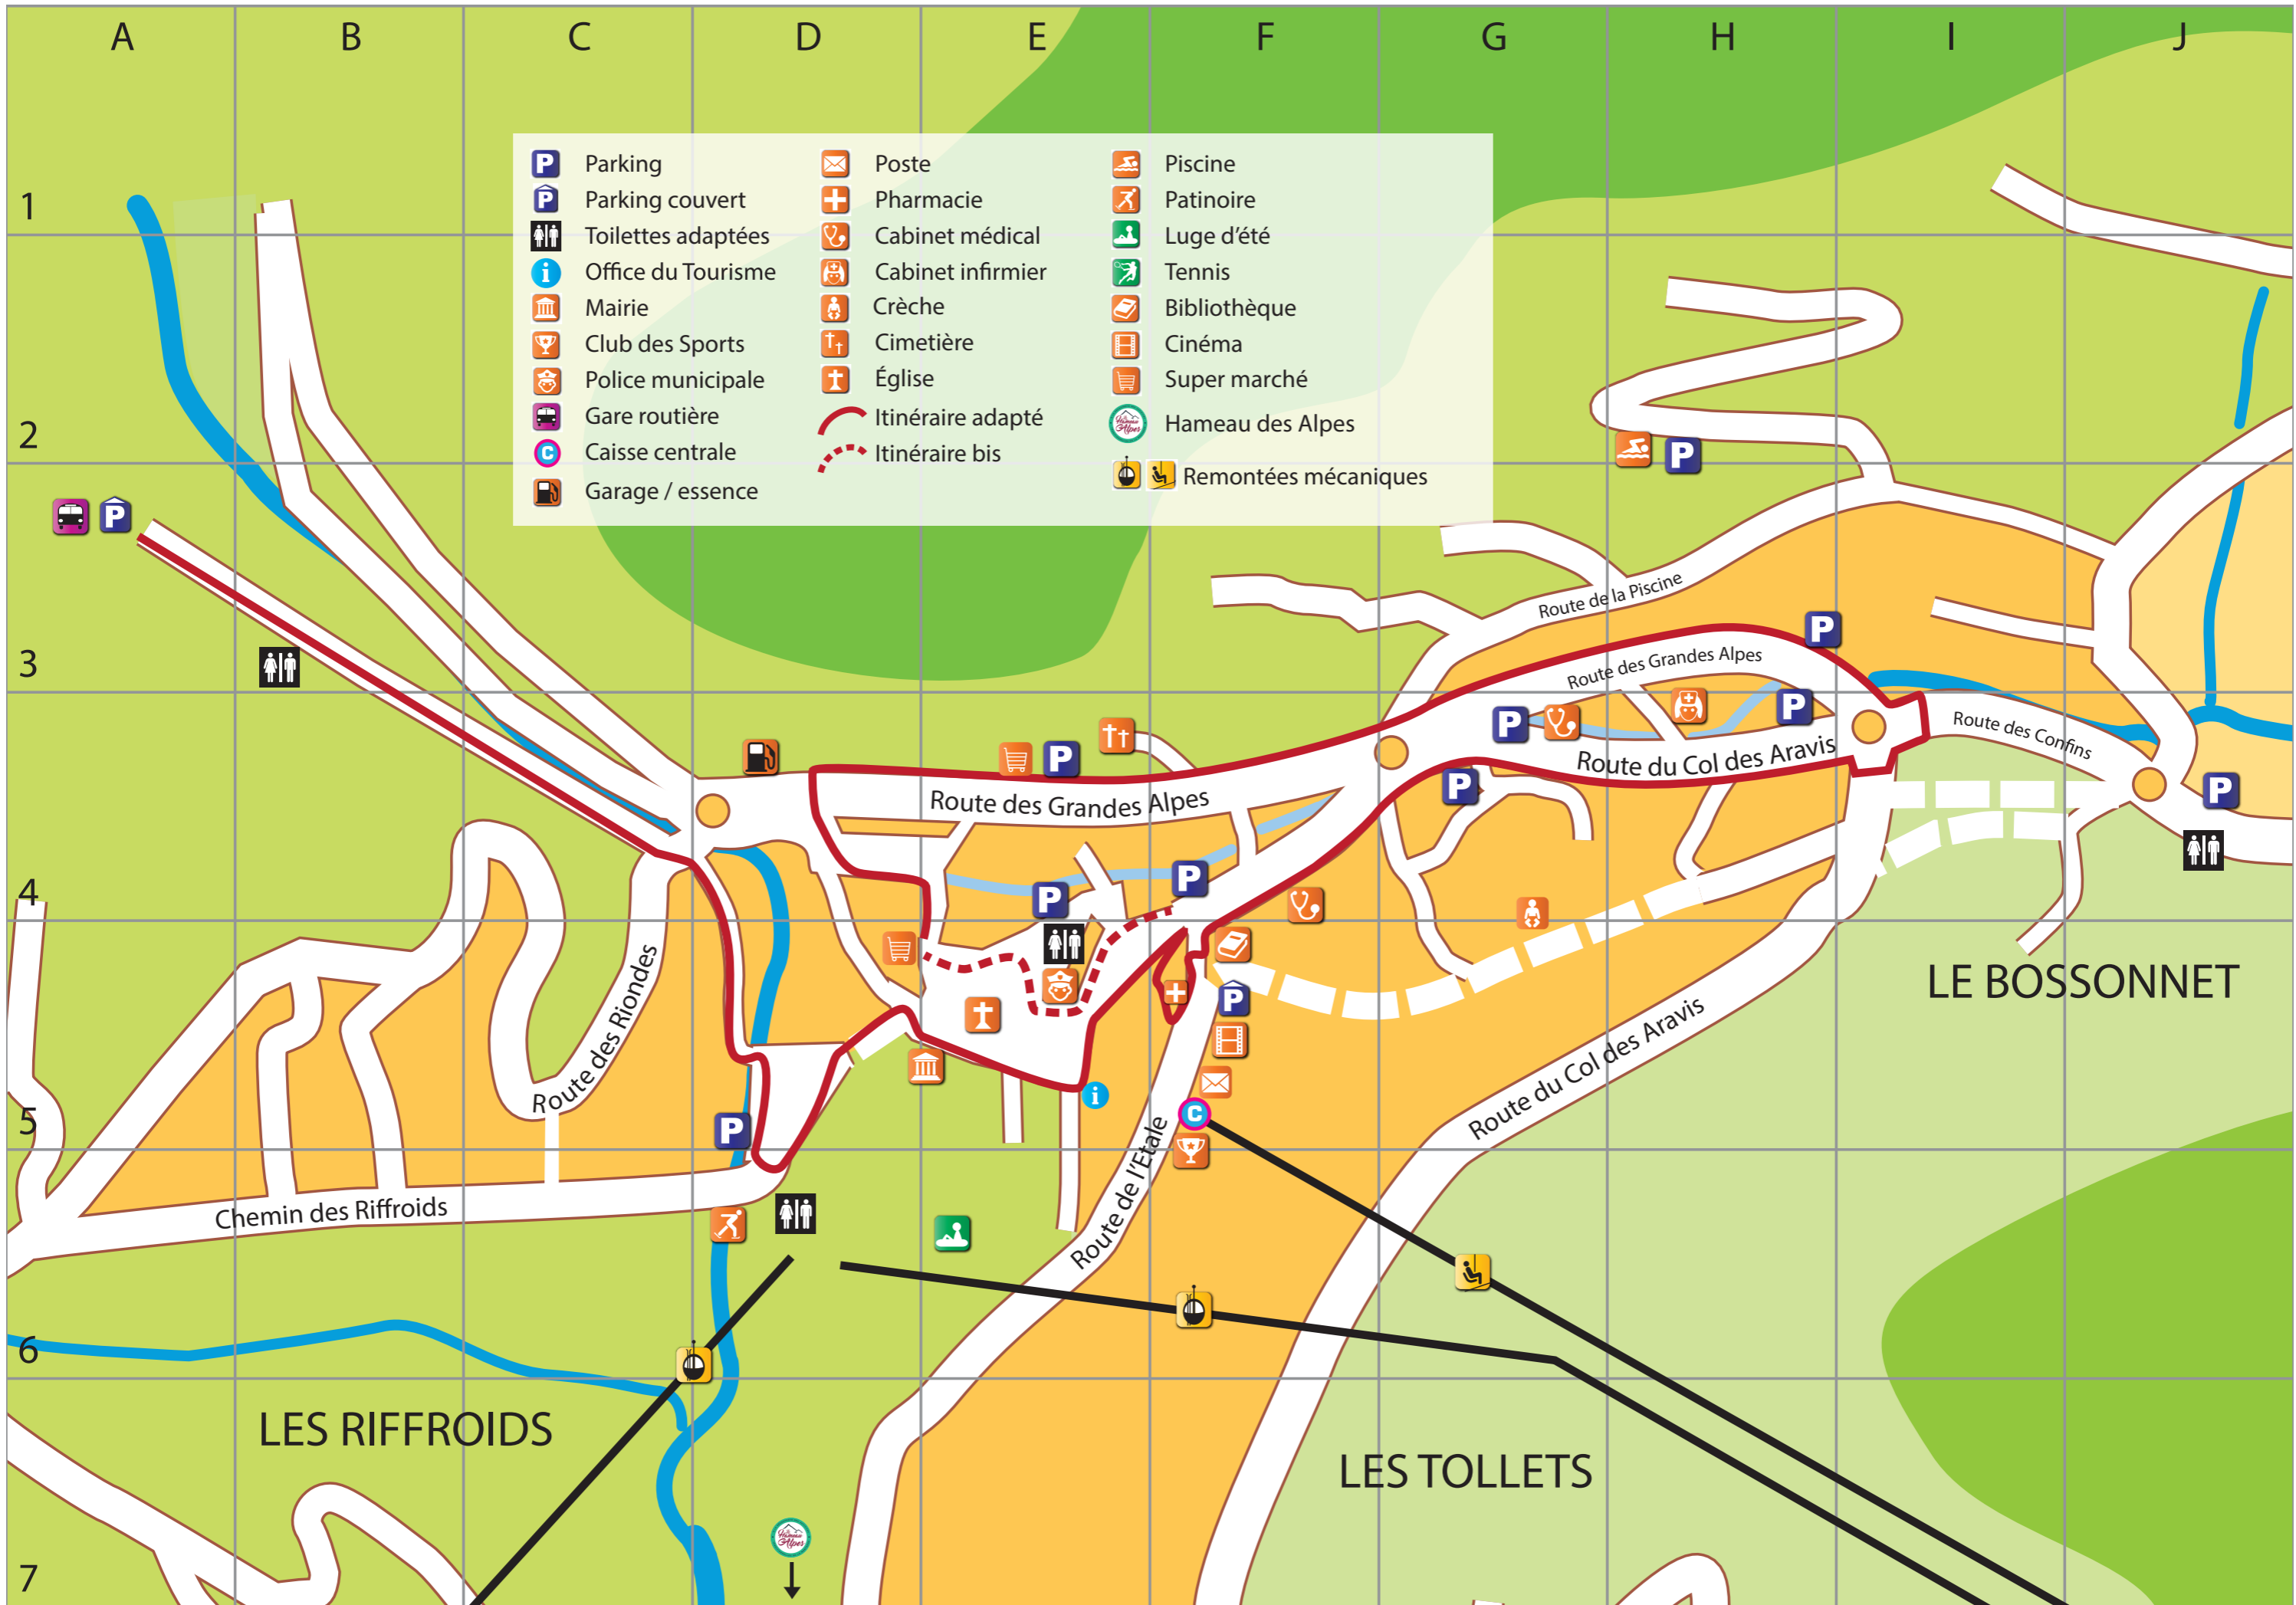 A B C D E F G H I J
1
2
3
4
5
6
7
P Parking
P Parking couvert
Toilettes adaptées
i Office du Tourisme
Mairie
Club des Sports
Police municipale
Gare routière
C Caisse centrale
Garage / essence
Poste
Pharmacie
Cabinet médical
Cabinet infirmier
Crèche
Cimetière
Église
Itinéraire adapté
Itinéraire bis
Piscine
Patinoire
Luge d'été
Tennis
Bibliothèque
Cinéma
Super marché
Hameau des Alpes
Remontées mécaniques
P
P
Route de la Piscine
P
Route des Grandes Alpes
P
P
Route des Confins
Route du Col des Aravis
P
P
P
Route des Grandes Alpes
P
P
P
Route des Riondes
LE BOSSONNET
P
i
C
P
Route du Col des Aravis
Route de l'Etale
Chemin des Riffroids
LES RIFFROIDS
LES TOLLETS
Hameau des Alpes